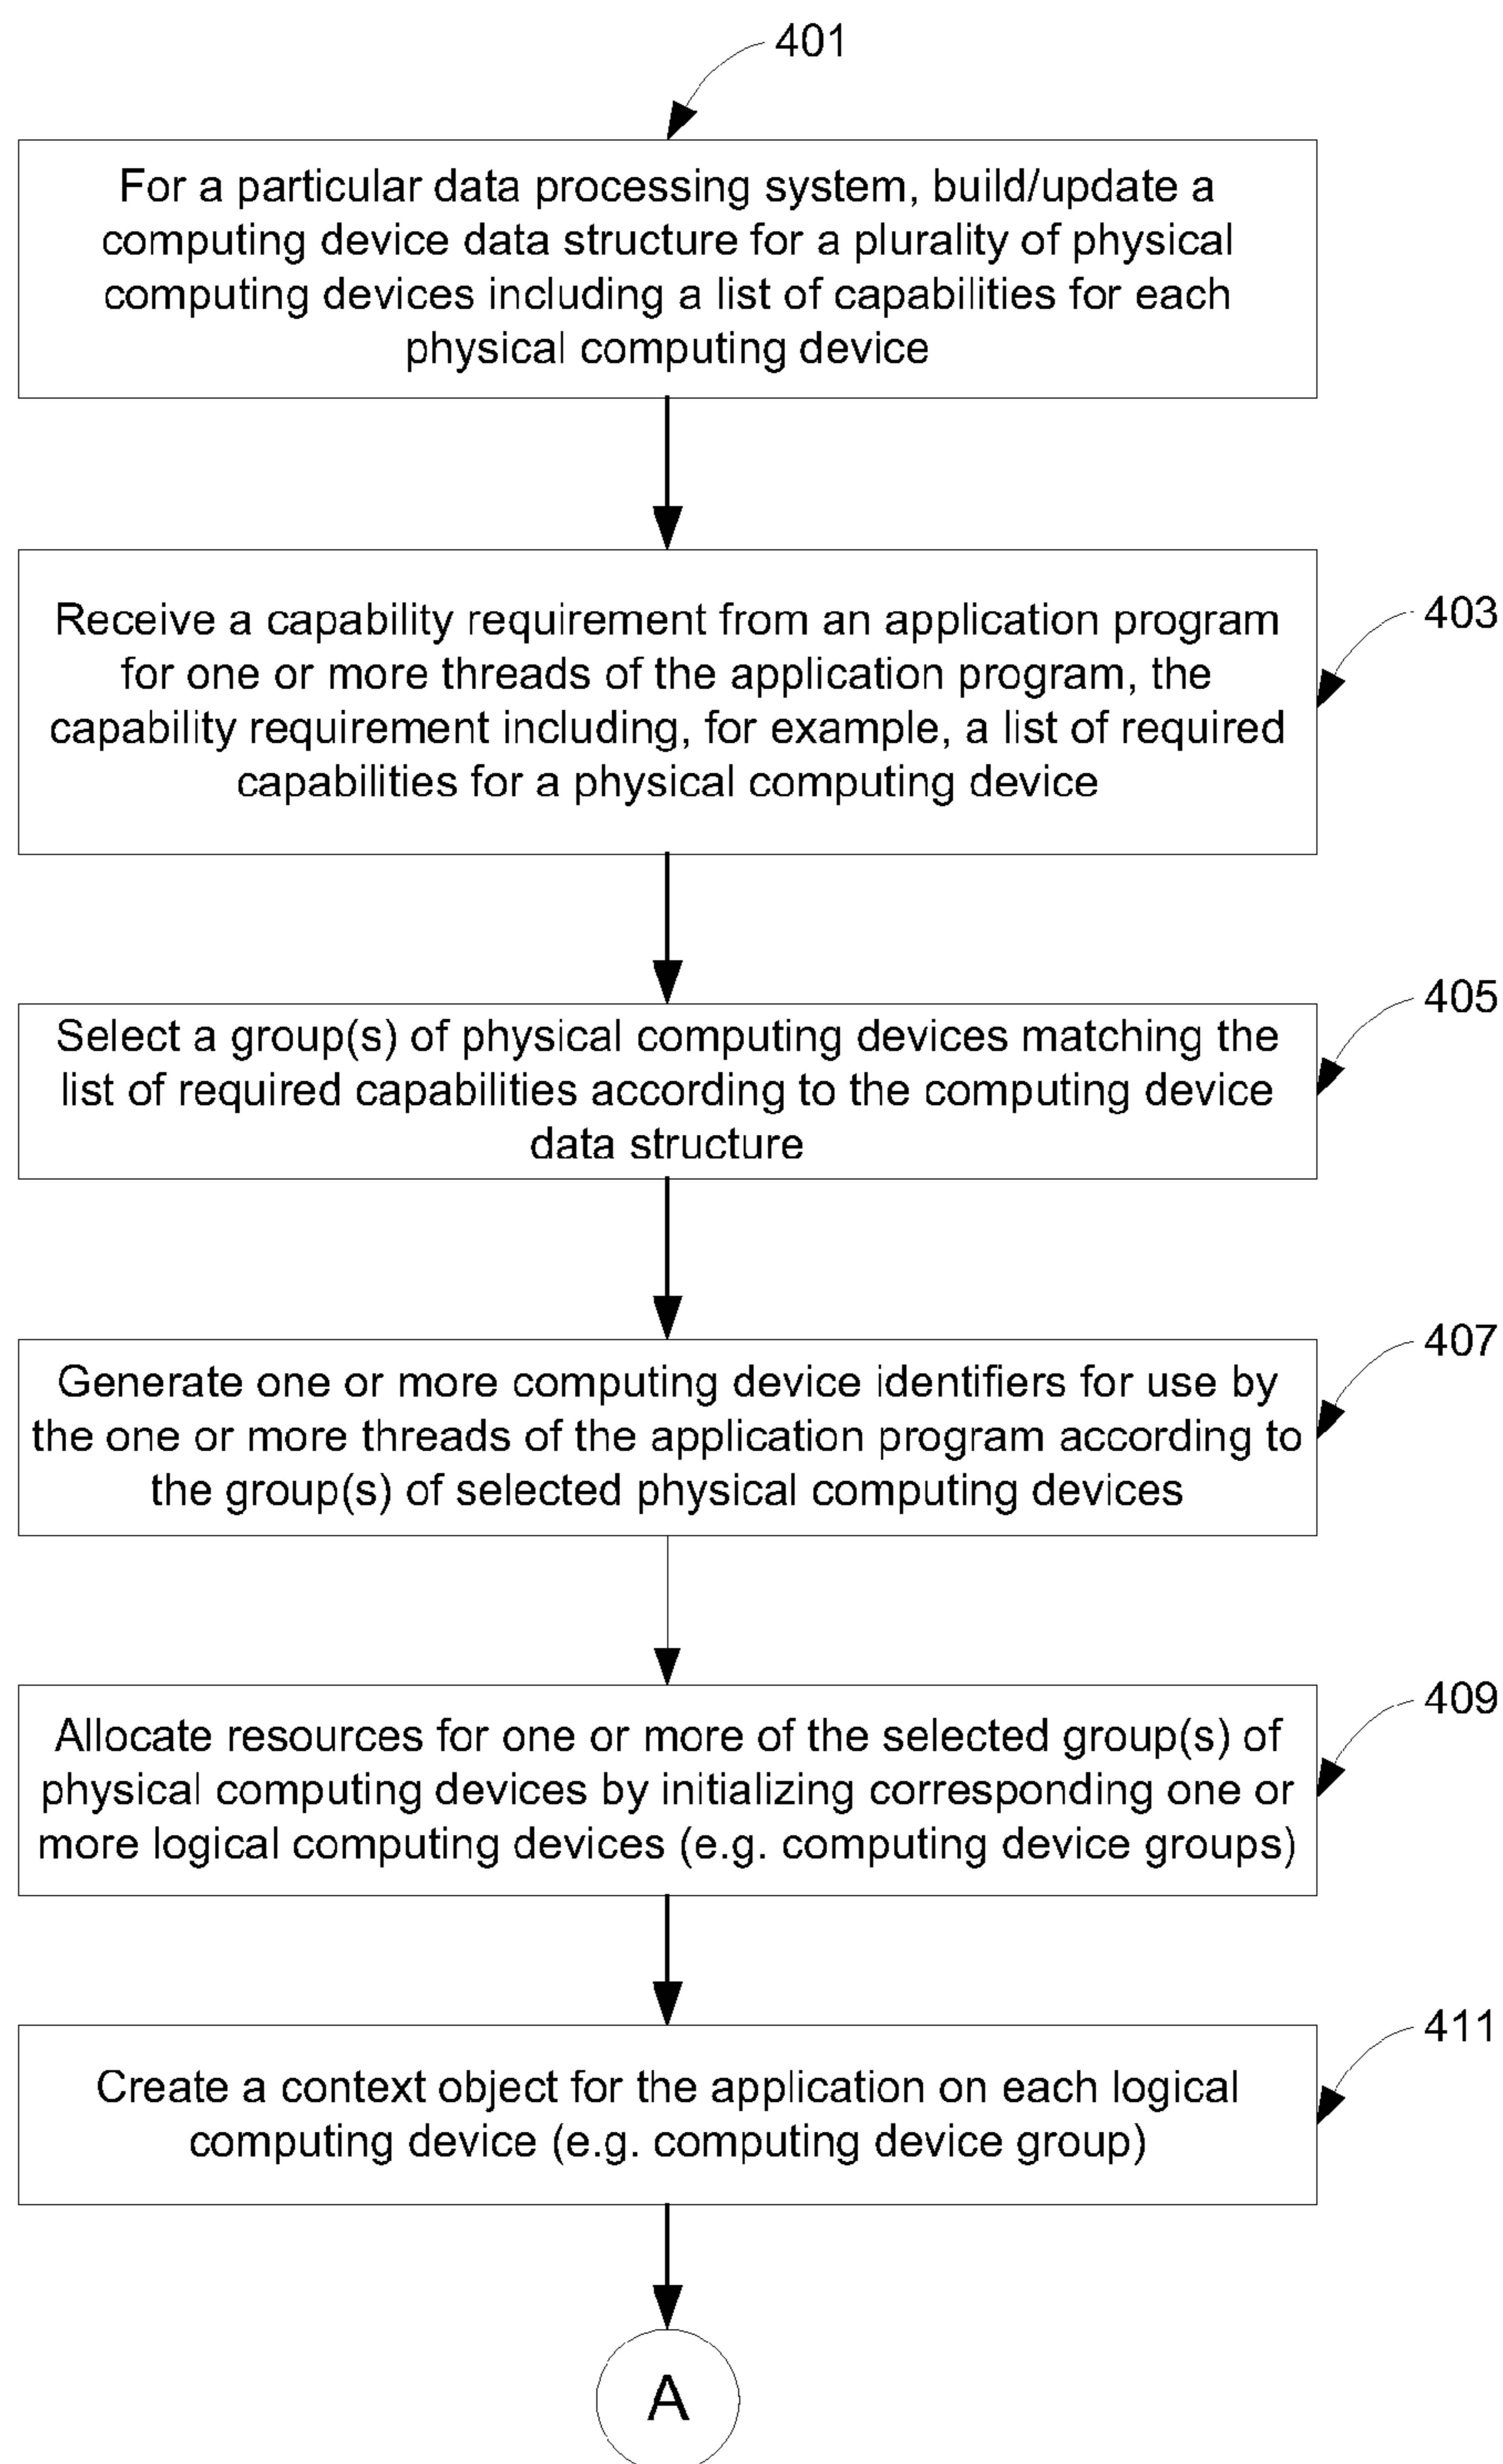 401
For a particular data processing system, build/update a
computing device data structure for a plurality of physical
computing devices including a list of capabilities for each
physical computing device
403
Receive a capability requirement from an application program
for one or more threads of the application program, the
capability requirement including, for example, a list of required
capabilities for a physical computing device
405
Select a group(s) of physical computing devices matching the
list of required capabilities according to the computing device
data structure
407
Generate one or more computing device identifiers for use by
the one or more threads of the application program according to
the group(s) of selected physical computing devices
409
Allocate resources for one or more of the selected group(s) of
physical computing devices by initializing corresponding one or
more logical computing devices (e.g. computing device groups)
411
Create a context object for the application on each logical
computing device (e.g. computing device group)
A